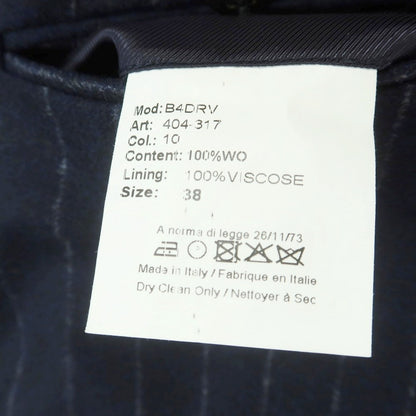 Mod: B4DRV
Art: 404-317
Col.: 10
Content: 100%WO
Lining: 100%VISCOSE
Size: 38
A norma di legge 26/11/73
Made in Italy / Fabrique en Italie
Dry Clean Only / Nettoyer à Sec